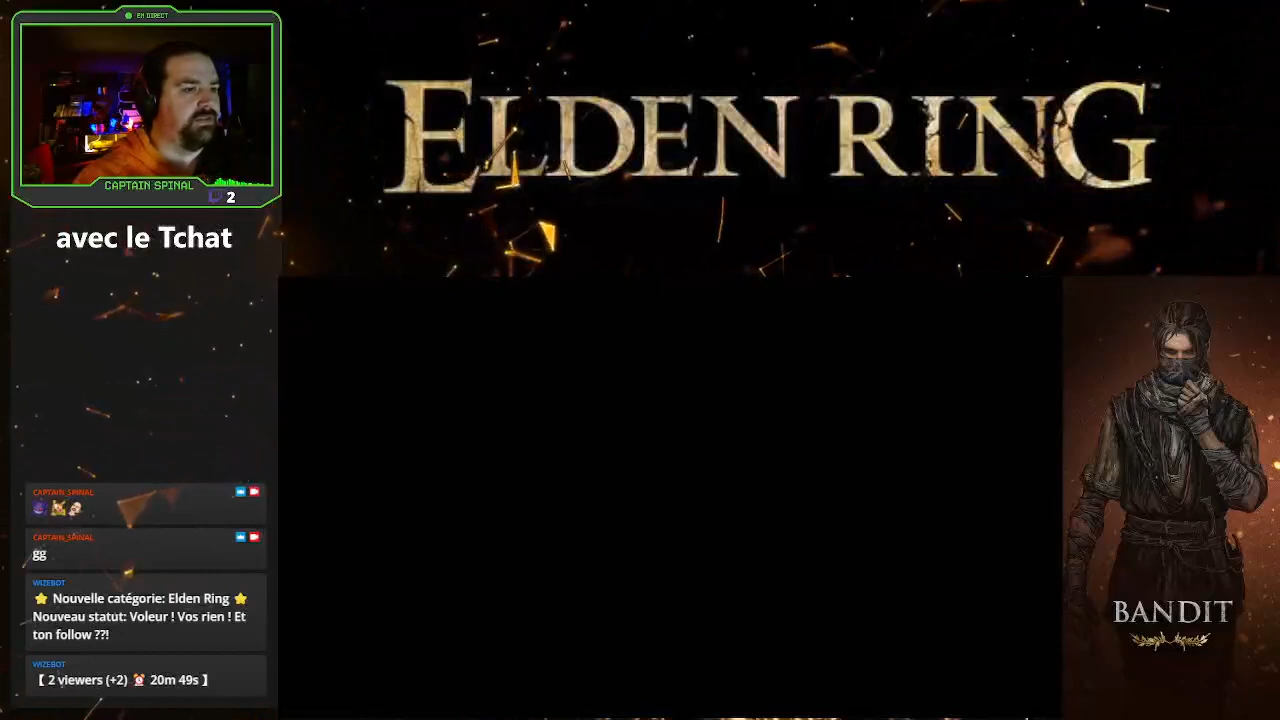 EN DIRECT
ELDEN RING
CAPTAIN SPINAL
2
avec le Tchat
CAPTAIN_SPINAL
CAPTAIN_SPINAL
gg
WIZEBOT
⭐ Nouvelle catégorie: Elden Ring ⭐
Nouveau statut: Voleur ! Vos rien ! Et
ton follow ??!
WIZEBOT
【 2 viewers (+2) ⏰ 20m 49s 】
BANDIT